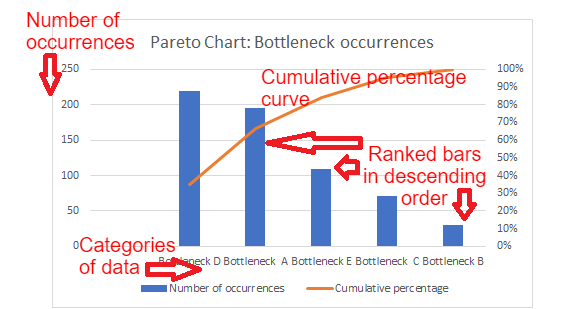 Number of
occurrences
Pareto Chart: Bottleneck occurrences
250
200
150
100
50
0
Cumulative percentage
curve
100%
90%
80%
70%
60%
50%
40%
30%
20%
10%
0%
Ranked bars
in descending
order
Categories
of data
Bottleneck D Bottleneck A Bottleneck E Bottleneck C Bottleneck B
Number of occurrences Cumulative percentage